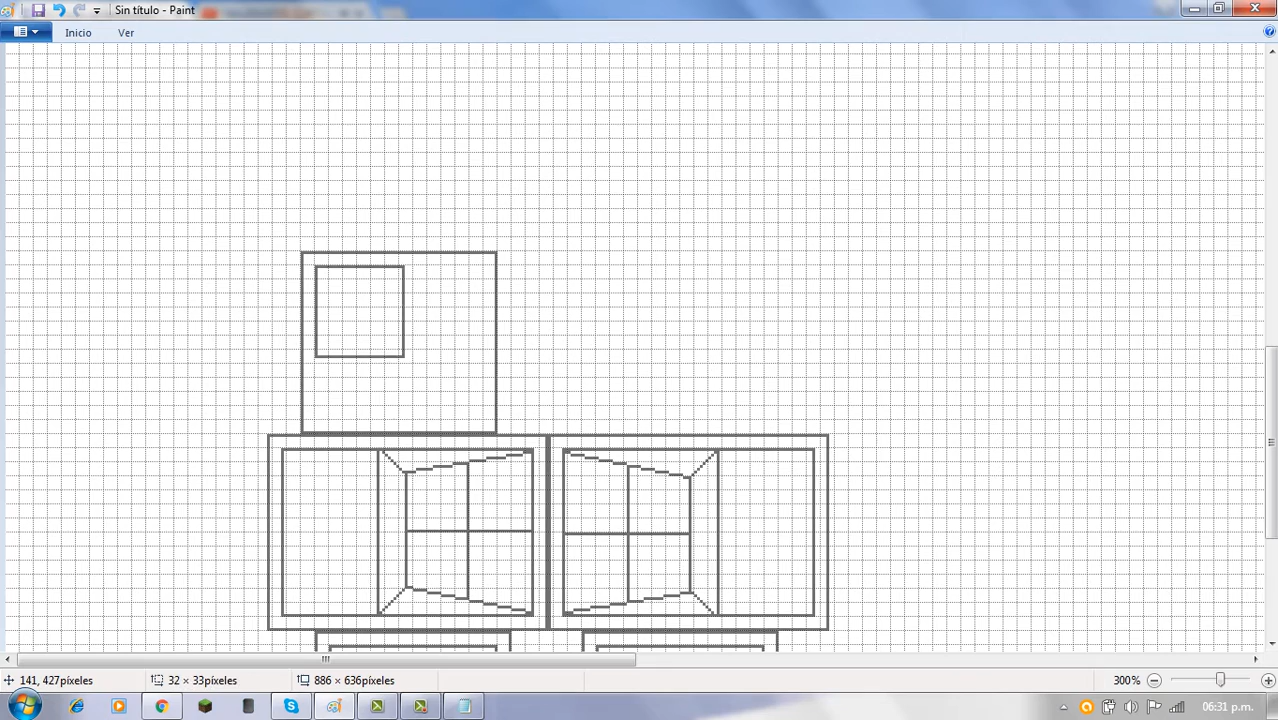 Sin título - Paint
Inicio Ver
141, 427píxeles 32 × 33píxeles 886 × 636píxeles 300%
06:31 p.m.